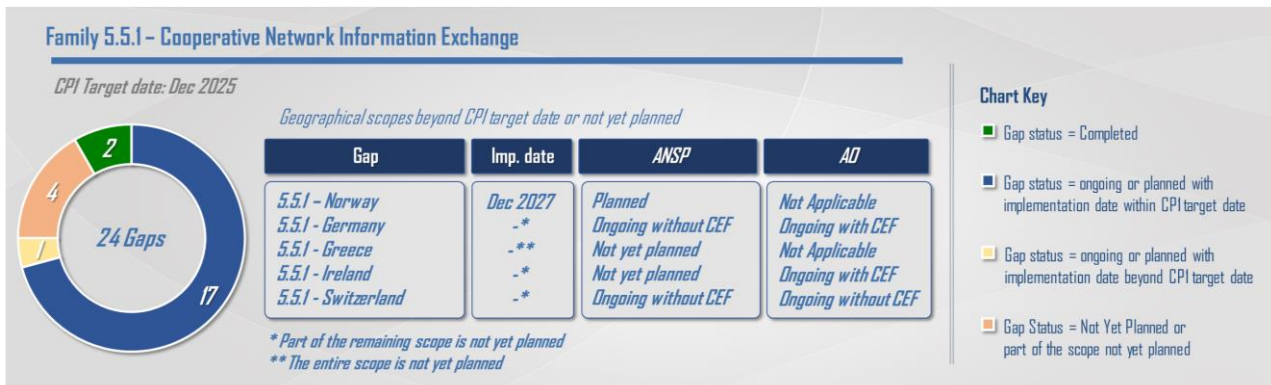 Family 5.5.1 – Cooperative Network Information Exchange
CP1 Target date: Dec 2025
2
4
1
17
24 Gaps
Geographical scopes beyond CP1 target date or not yet planned
Gap Imp. date ANSP AO
5.5.1 – Norway Dec 2027 Planned Not Applicable
5.5.1 – Germany -* Ongoing without CEF Ongoing with CEF
5.5.1 – Greece -** Not yet planned Not Applicable
5.5.1 - Ireland -* Not yet planned Ongoing with CEF
5.5.1 - Switzerland -* Ongoing without CEF Ongoing without CEF
* Part of the remaining scope is not yet planned
** The entire scope is not yet planned
Chart Key
Gap status = Completed
Gap status = ongoing or planned with
implementation date within CP1 target date
Gap status = ongoing or planned with
implementation date beyond CP1 target date
Gap Status = Not Yet Planned or
part of the scope not yet planned